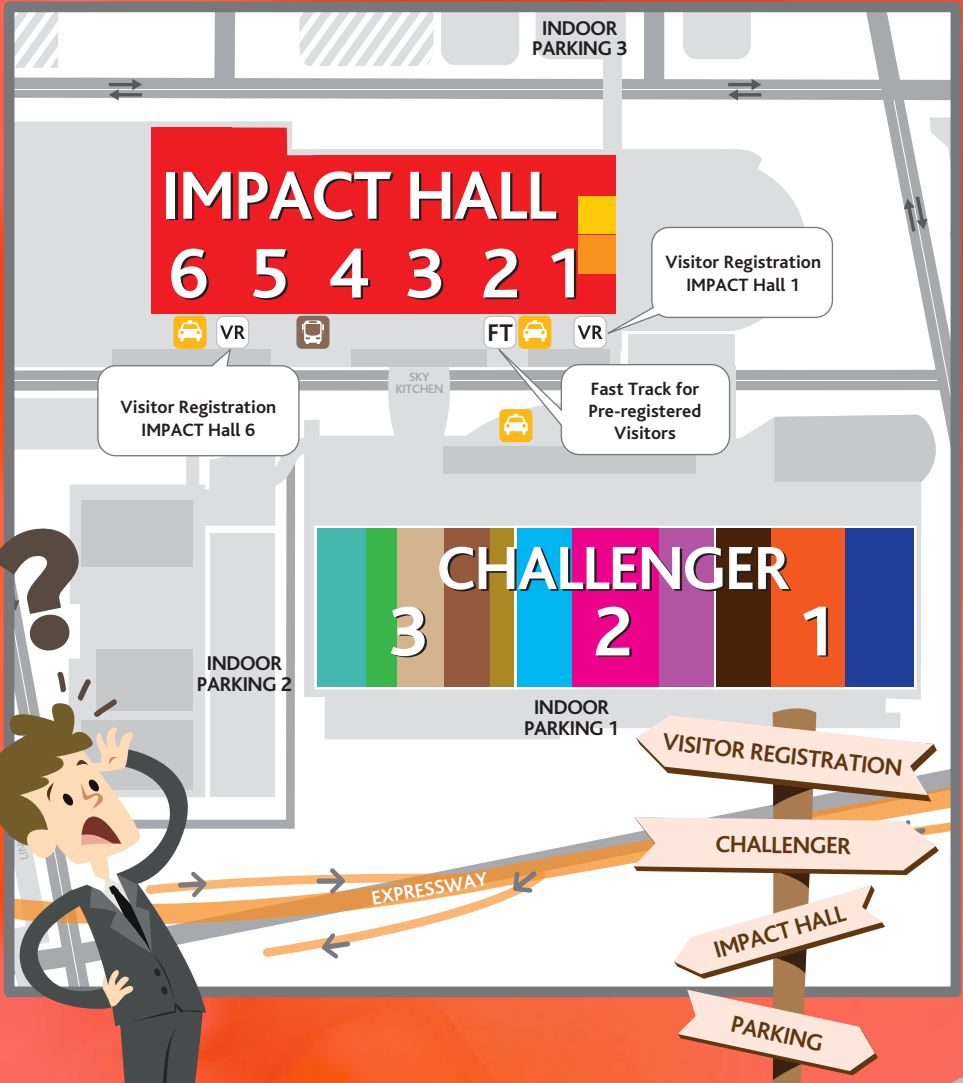 INDOOR
PARKING 3
IMPACT HALL
6 5 4 3 2 1
Visitor Registration
IMPACT Hall 1
VR
FT
VR
SKY
KITCHEN
Visitor Registration
IMPACT Hall 6
Fast Track for
Pre-registered
Visitors
CHALLENGER
3 2 1
?
INDOOR
PARKING 2
INDOOR
PARKING 1
VISITOR REGISTRATION
CHALLENGER
EXPRESSWAY
IMPACT HALL
PARKING